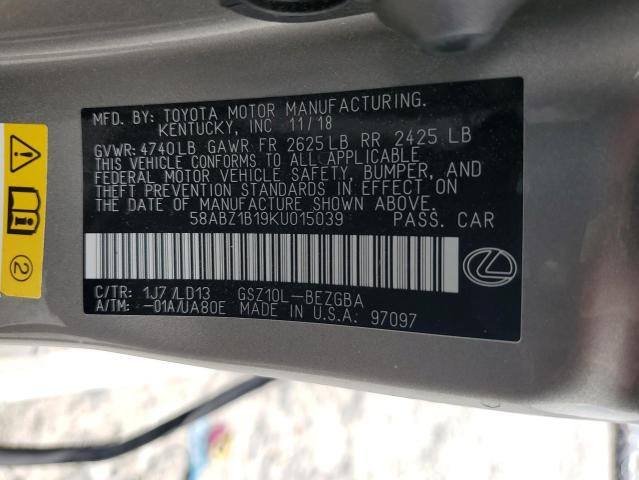 MFD. BY: TOYOTA MOTOR MANUFACTURING.
KENTUCKY, INC 11/18
GVWR: 4740LB GAWR FR 2625LB RR 2425 LB
THIS VEHICLE CONFORMS TO ALL APPLICABLE
FEDERAL MOTOR VEHICLE SAFETY, BUMPER, AND
THEFT PREVENTION STANDARDS IN EFFECT ON
THE DATE OF MANUFACTURE SHOWN ABOVE.
58ABZ1B19KU015039 PASS. CAR
C/TR: 1J7 /LD13 GSZ10L-BEZGBA
A/TM: -01A/UA80E MADE IN U.S.A. 97097
2